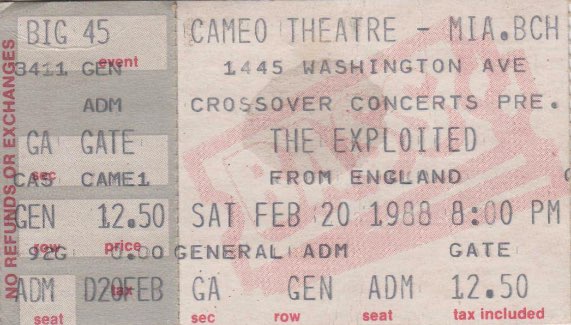 NO REFUNDS OR EXCHANGES
BIG 45
event
3411 GEN
ADM
GA GATE
sec
CAS CAME1
GEN 12.50
row price
92G 0.00
ADM D20FEB
tax
seat
CAMEO THEATRE - MIA.BCH
1445 WASHINGTON AVE
CROSSOVER CONCERTS PRE.
THE EXPLOITED
FROM ENGLAND
SAT FEB 20 1988 8:00 PM
GENERAL ADM GATE
GA GEN ADM 12.50
sec row seat tax included